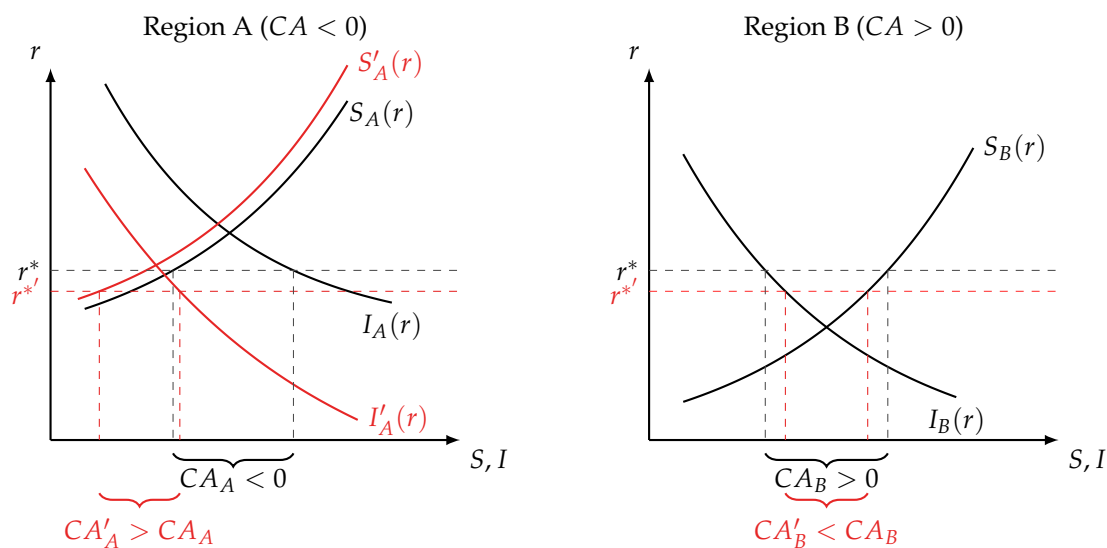 Region A (CA < 0)
r
S′_A(r)
S_A(r)
r*
r*′
I_A(r)
I′_A(r)
S, I
CA_A < 0
CA′_A > CA_A
Region B (CA > 0)
r
S_B(r)
r*
r*′
I_B(r)
S, I
CA_B > 0
CA′_B < CA_B